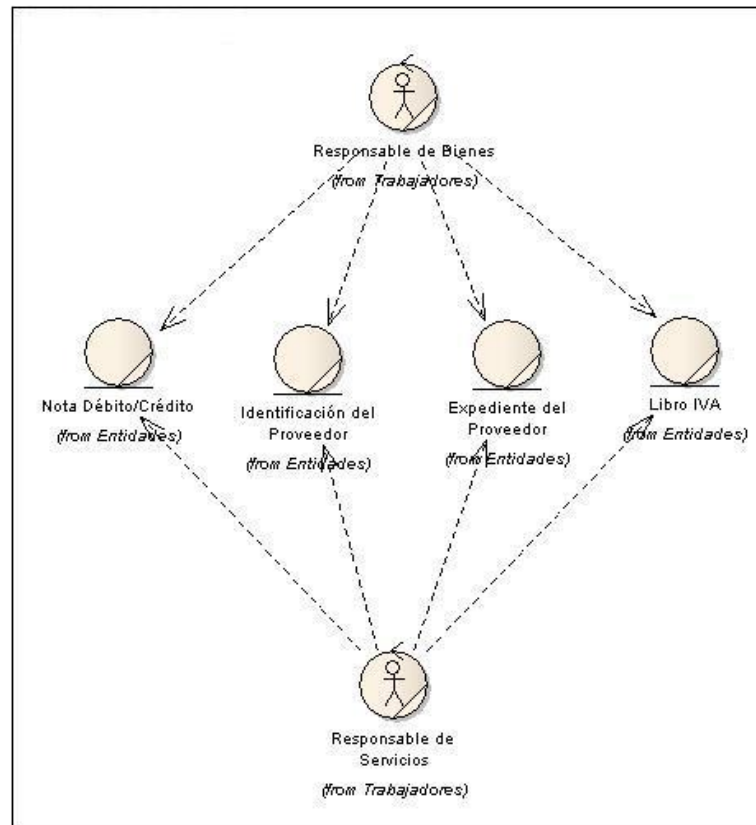 Responsable de Bienes
(from Trabajadores)
Nota Débito/Crédito
(from Entidades)
Identificación del
Proveedor
(from Entidades)
Expediente del
Proveedor
(from Entidades)
Libro IVA
(from Entidades)
Responsable de
Servicios
(from Trabajadores)